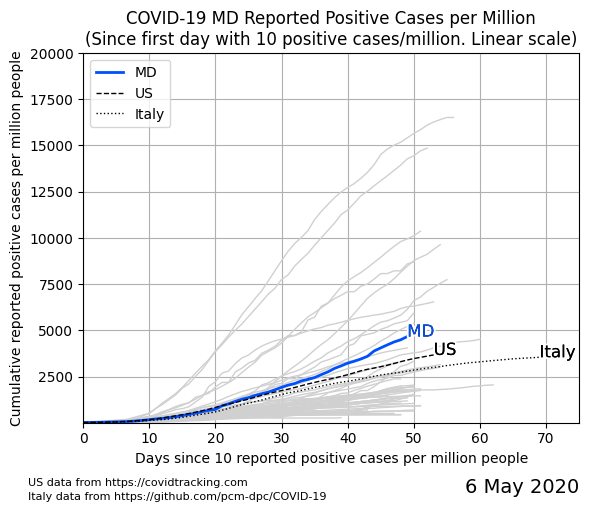 COVID-19 MD Reported Positive Cases per Million
(Since first day with 10 positive cases/million. Linear scale)
Cumulative reported positive cases per million people
20000
17500
15000
12500
10000
7500
5000
2500
MD
US
Italy
MD
US
Italy
0 10 20 30 40 50 60 70
Days since 10 reported positive cases per million people
US data from https://covidtracking.com
Italy data from https://github.com/pcm-dpc/COVID-19
6 May 2020